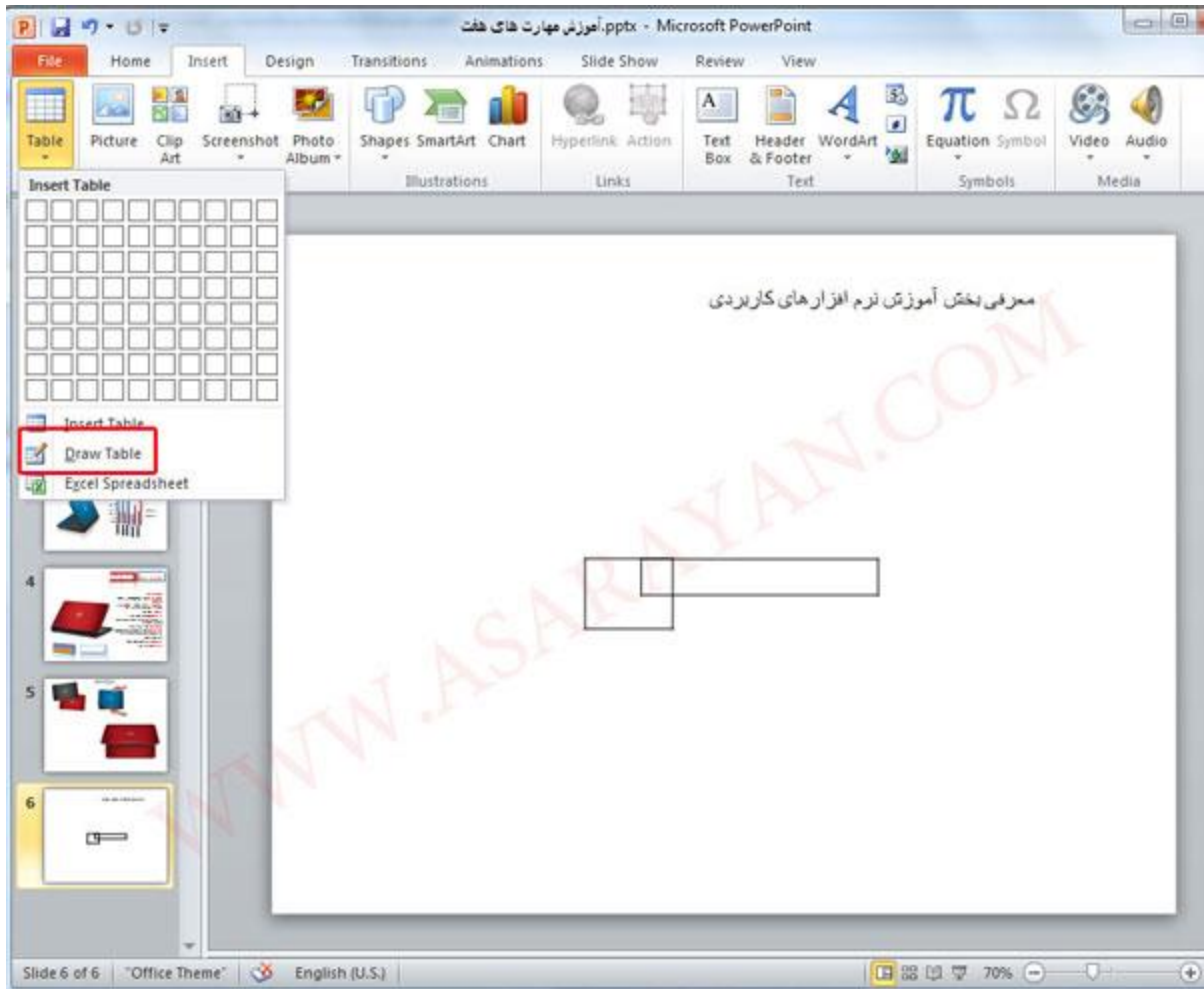 آموزش مهارت های هفت.pptx - Microsoft PowerPoint
File Home Insert Design Transitions Animations Slide Show Review View
Table Picture Clip Art Screenshot Photo Album Shapes SmartArt Chart Hyperlink Action Text Box Header & Footer WordArt Equation Symbol Video Audio
Illustrations Links Text Symbols Media
Insert Table
Insert Table
Draw Table
Excel Spreadsheet
معرفی بخش آموزش نرم افزار های کاربردی
WWW.ASARAYAN.COM
4
5
6
Slide 6 of 6 "Office Theme" English (U.S.) 70%